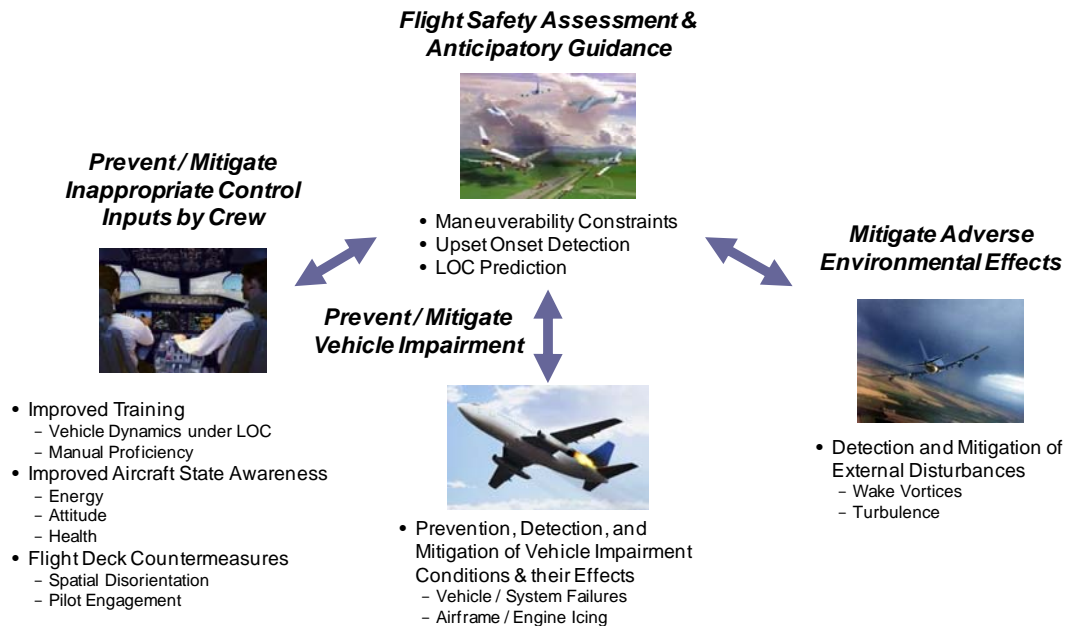 Flight Safety Assessment &
Anticipatory Guidance
• Maneuverability Constraints
• Upset Onset Detection
• LOC Prediction
Prevent / Mitigate
Inappropriate Control
Inputs by Crew
• Improved Training
– Vehicle Dynamics under LOC
– Manual Proficiency
• Improved Aircraft State Awareness
– Energy
– Attitude
– Health
• Flight Deck Countermeasures
– Spatial Disorientation
– Pilot Engagement
Prevent / Mitigate
Vehicle Impairment
• Prevention, Detection, and
Mitigation of Vehicle Impairment
Conditions & their Effects
– Vehicle / System Failures
– Airframe / Engine Icing
Mitigate Adverse
Environmental Effects
• Detection and Mitigation of
External Disturbances
– Wake Vortices
– Turbulence